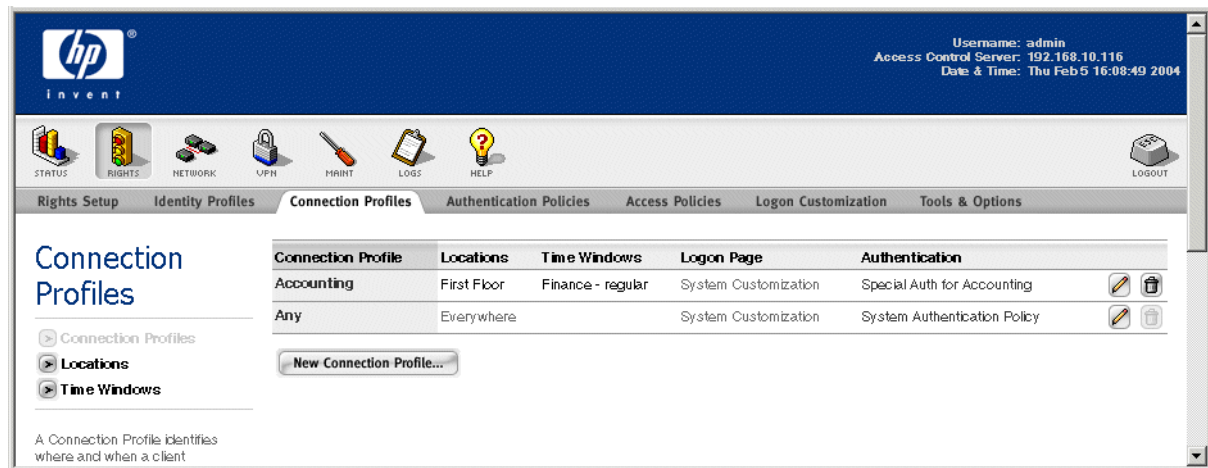 hp ®
invent
Username: admin
Access Control Server: 192.168.10.116
Date & Time: Thu Feb 5 16:08:49 2004
STATUS RIGHTS NETWORK VPN MAINT LOGS HELP LOGOUT
Rights Setup Identity Profiles Connection Profiles Authentication Policies Access Policies Logon Customization Tools & Options
Connection
Profiles
Connection Profiles
Locations
Time Windows
A Connection Profile identifies
where and when a client
Connection Profile Locations Time Windows Logon Page Authentication
Accounting First Floor Finance - regular System Customization Special Auth for Accounting
Any Everywhere System Customization System Authentication Policy
New Connection Profile...